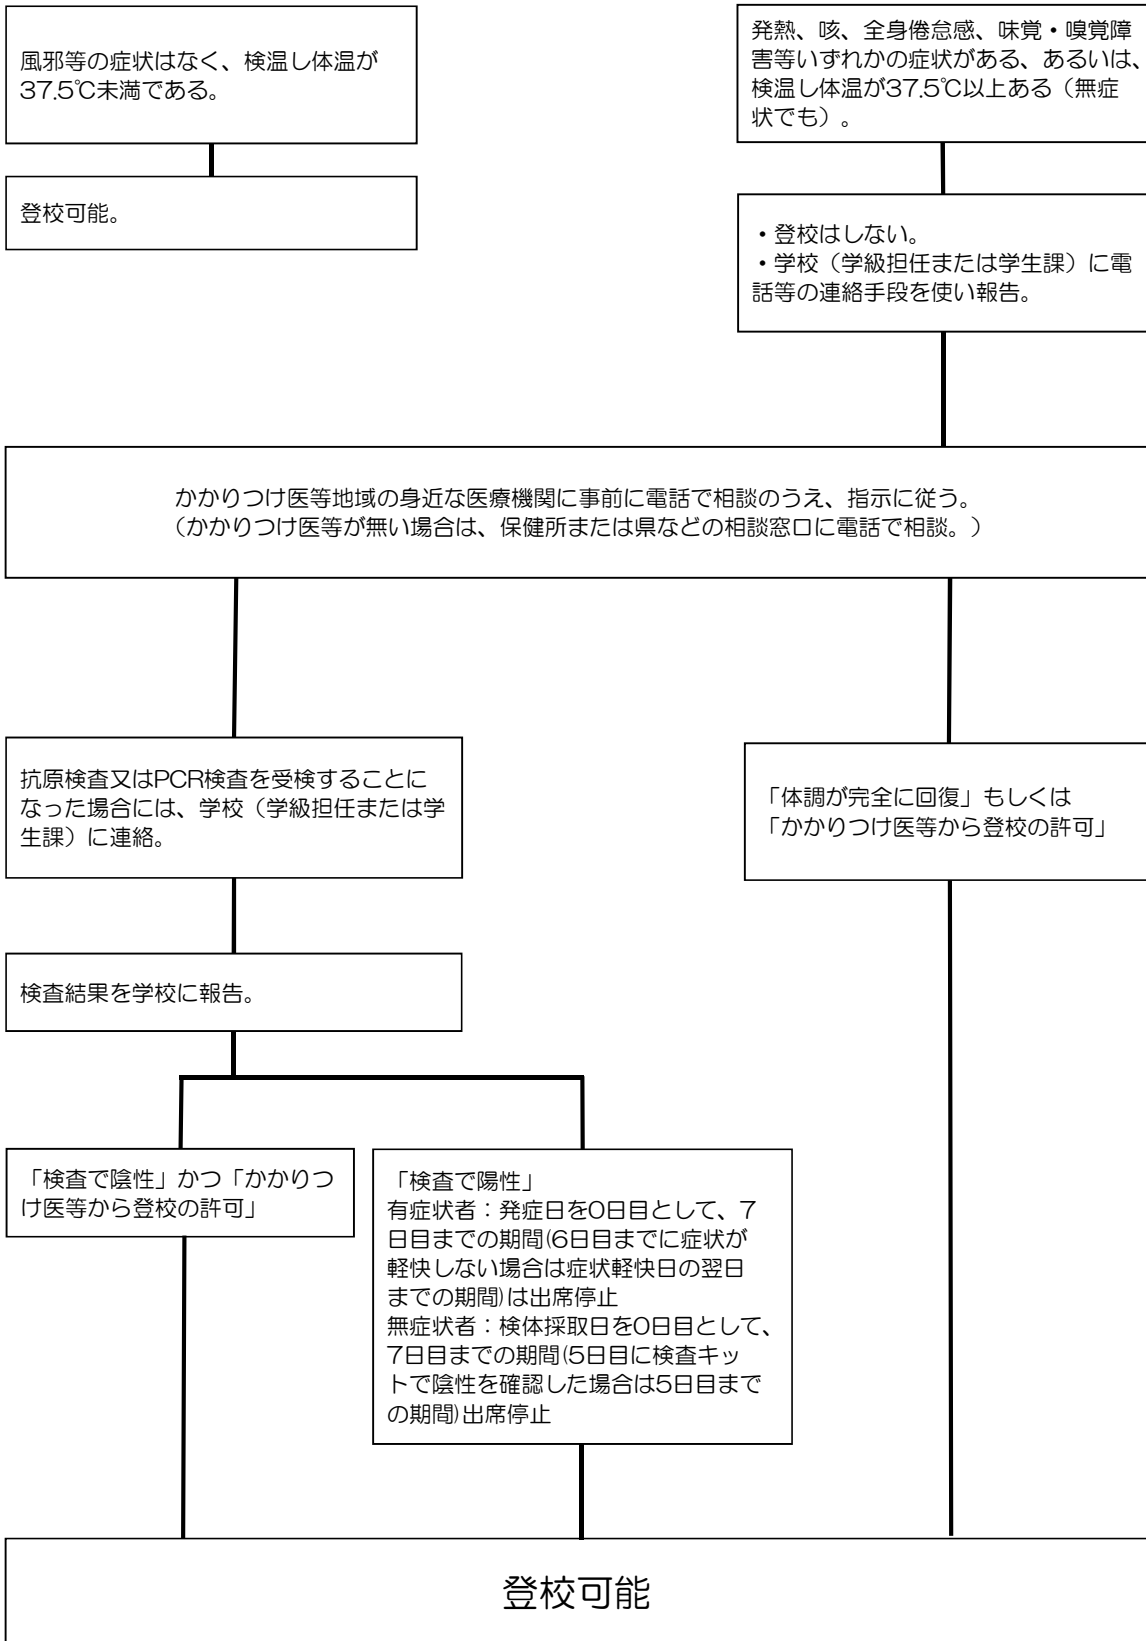 風邪等の症状はなく、検温し体温が
37.5℃未満である。
登校可能。
発熱、咳、全身倦怠感、味覚・嗅覚障
害等いずれかの症状がある、あるいは、
検温し体温が37.5℃以上ある（無症
状でも）。
・登校はしない。
・学校（学級担任または学生課）に電
話等の連絡手段を使い報告。
かかりつけ医等地域の身近な医療機関に事前に電話で相談のうえ、指示に従う。
（かかりつけ医等が無い場合は、保健所または県などの相談窓口に電話で相談。）
抗原検査又はPCR検査を受検することに
なった場合には、学校（学級担任または学
生課）に連絡。
「体調が完全に回復」もしくは
「かかりつけ医等から登校の許可」
検査結果を学校に報告。
「検査で陰性」かつ「かかりつ
け医等から登校の許可」
「検査で陽性」
有症状者：発症日を0日目として、7
日目までの期間(6日目までに症状が
軽快しない場合は症状軽快日の翌日
までの期間)は出席停止
無症状者：検体採取日を0日目として、
7日目までの期間(5日目に検査キッ
トで陰性を確認した場合は5日目まで
の期間)出席停止
登校可能